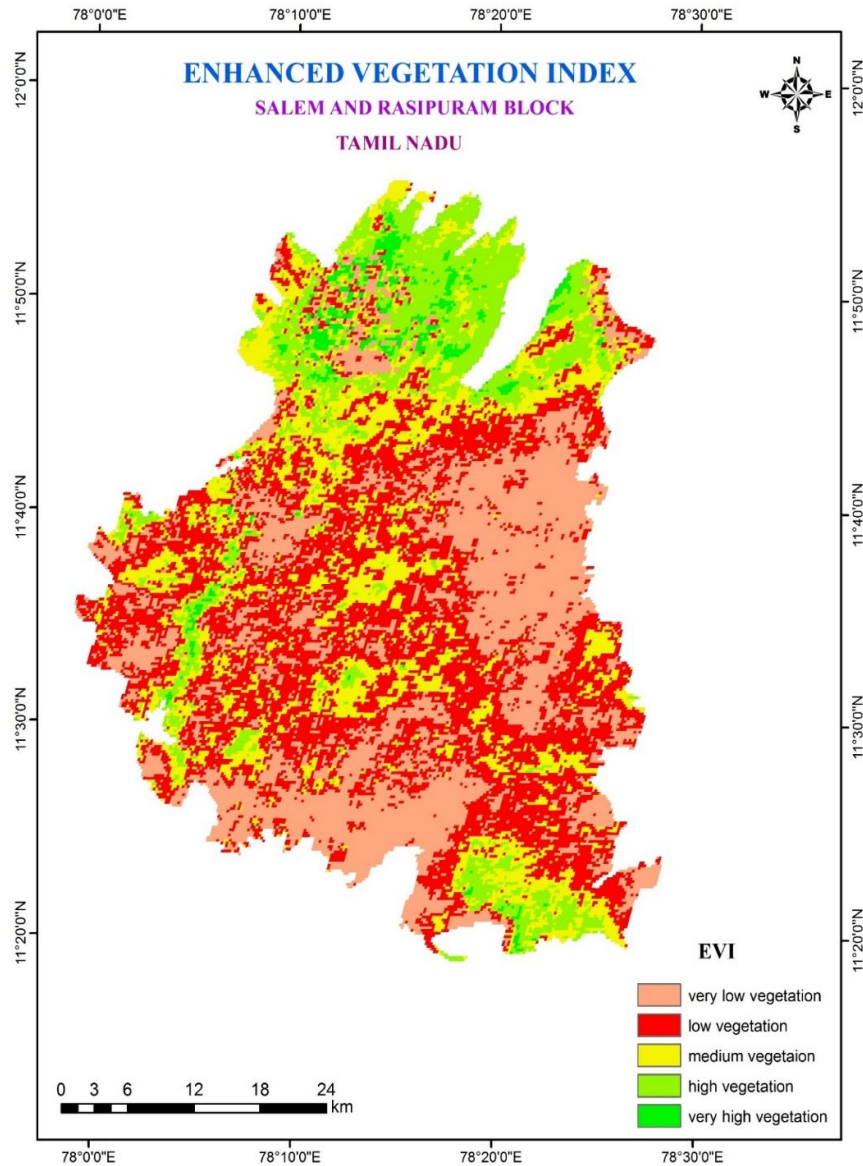 78°0'0"E 78°10'0"E 78°20'0"E 78°30'0"E
ENHANCED VEGETATION INDEX
SALEM AND RASIPURAM BLOCK
TAMIL NADU
N
W E
S
12°0'0"N 12°0'0"N
11°50'0"N 11°50'0"N
11°40'0"N 11°40'0"N
11°30'0"N 11°30'0"N
11°20'0"N 11°20'0"N
EVI
very low vegetation
low vegetation
medium vegetaion
high vegetation
very high vegetation
0 3 6 12 18 24
km
78°0'0"E 78°10'0"E 78°20'0"E 78°30'0"E